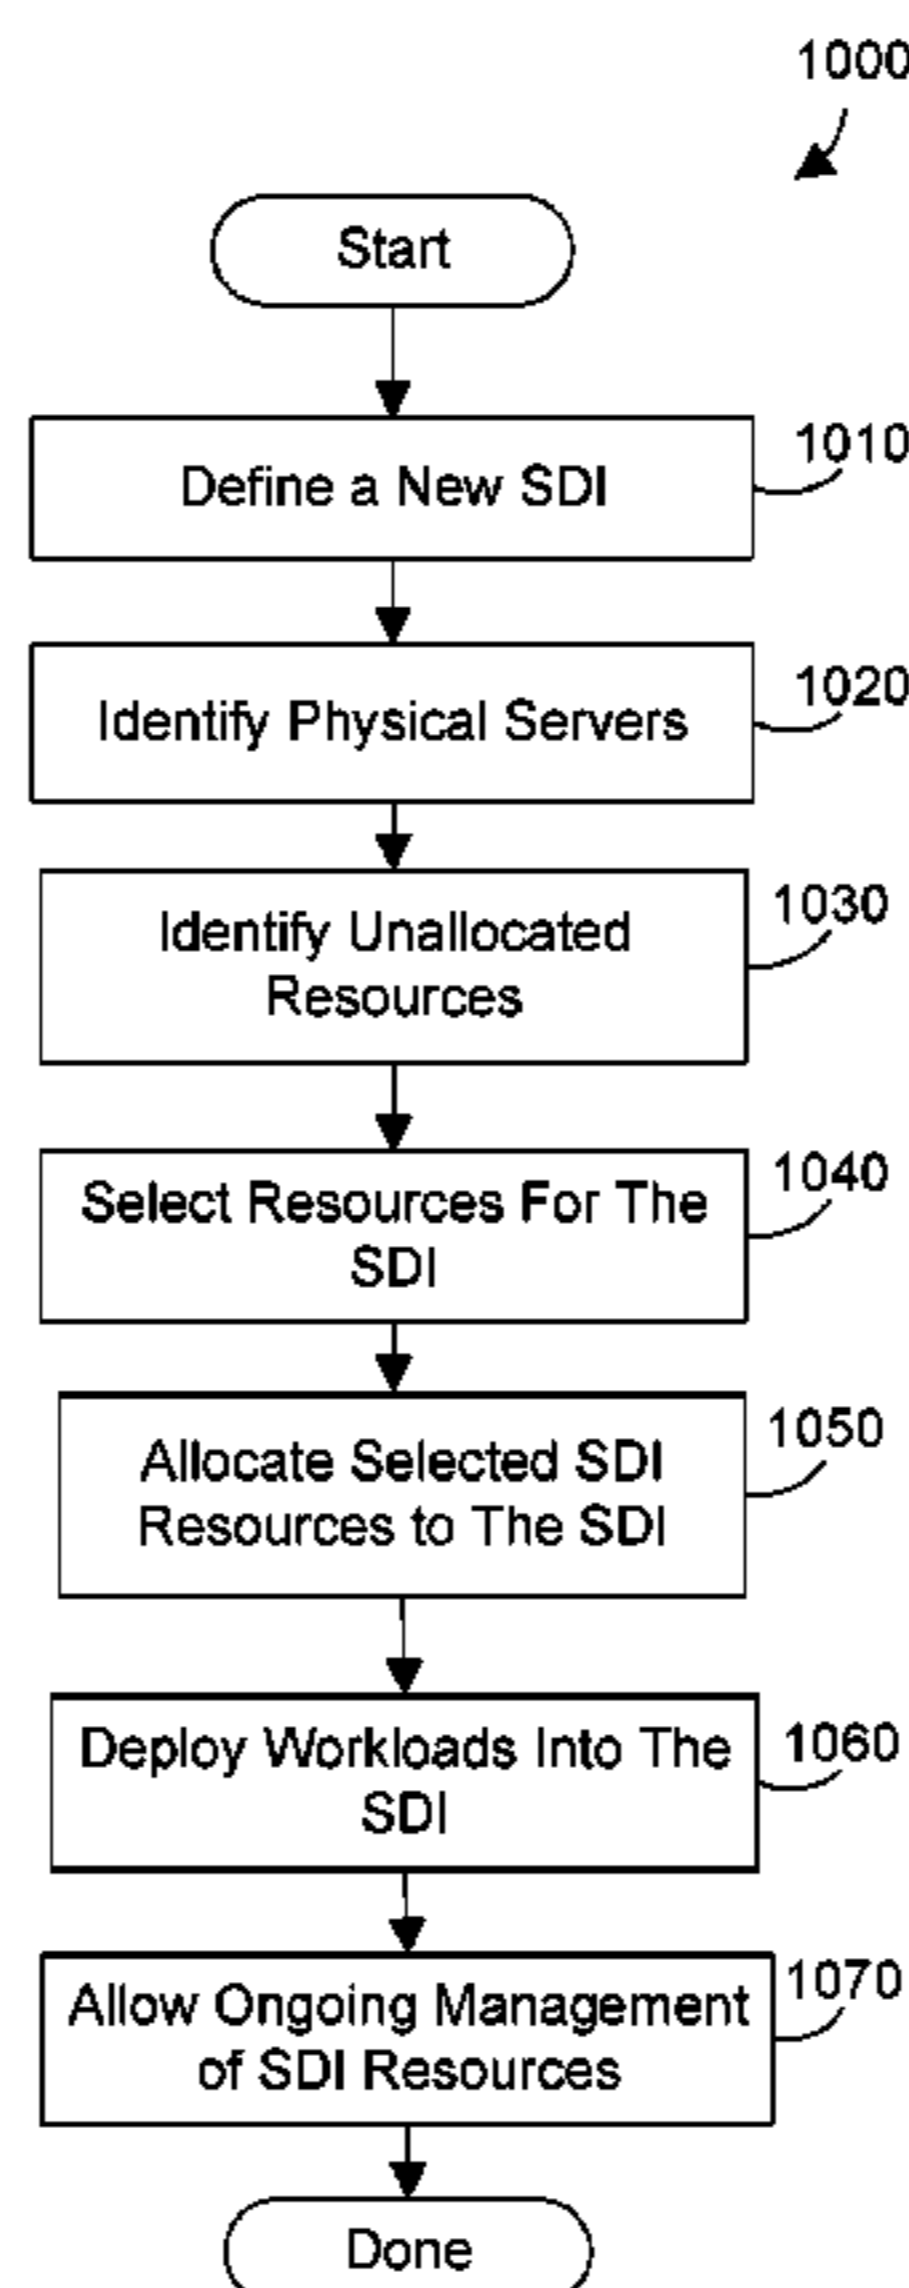 1000
Start
Define a New SDI
1010
Identify Physical Servers
1020
Identify Unallocated
Resources
1030
Select Resources For The
SDI
1040
Allocate Selected SDI
Resources to The SDI
1050
Deploy Workloads Into The
SDI
1060
Allow Ongoing Management
of SDI Resources
1070
Done